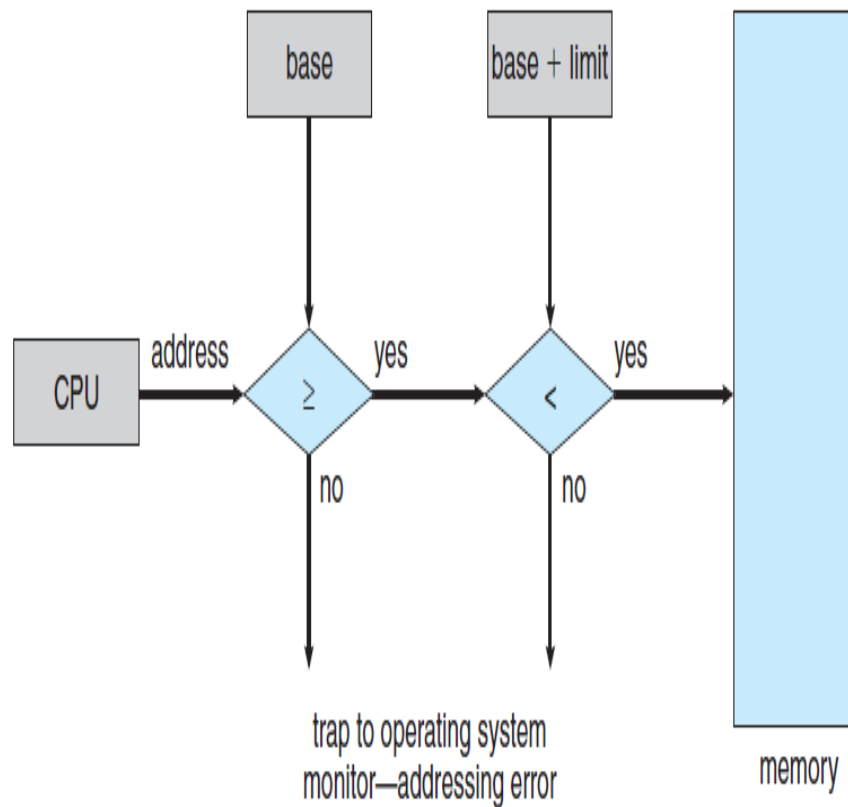 base
base + limit
address
yes
yes
CPU
≥
<
no
no
trap to operating system
monitor—addressing error
memory